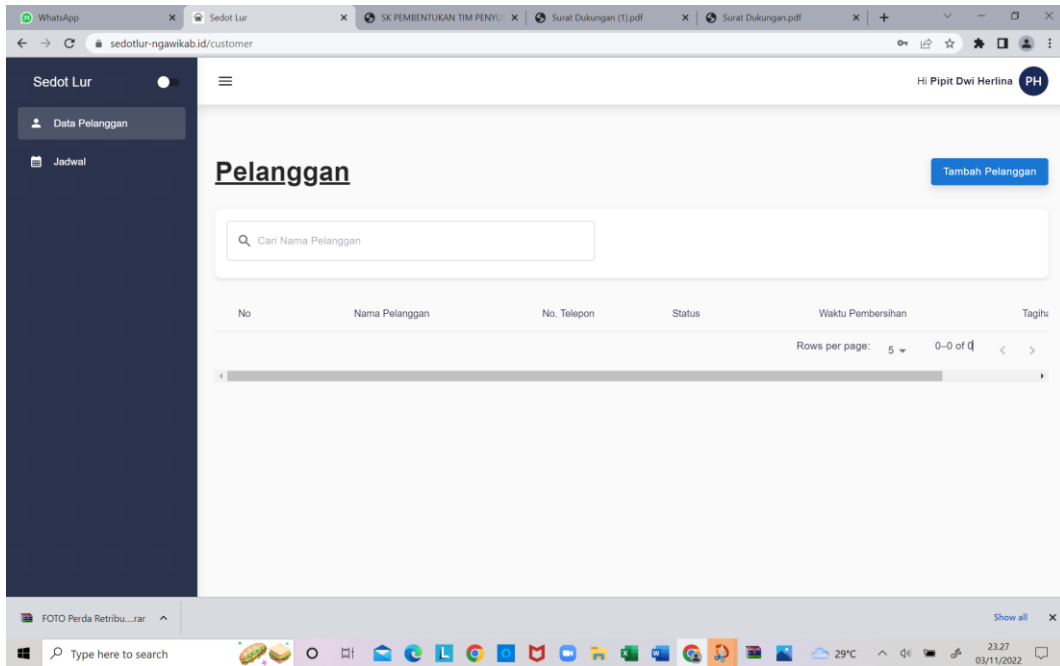 WhatsApp
Sedot Lur
SK PEMBENTUKAN TIM PENYU
Surat Dukungan (1).pdf
Surat Dukungan.pdf
sedotlur-ngawikab.id/customer
Sedot Lur
Hi Pipit Dwi Herlina
PH
Data Pelanggan
Jadwal
Pelanggan
Tambah Pelanggan
Cari Nama Pelanggan
No Nama Pelanggan No. Telepon Status Waktu Pembersihan Tagiha
Rows per page: 5 0–0 of 0
FOTO Perda Retribu....rar
Show all
Type here to search
29°C
23.27
03/11/2022